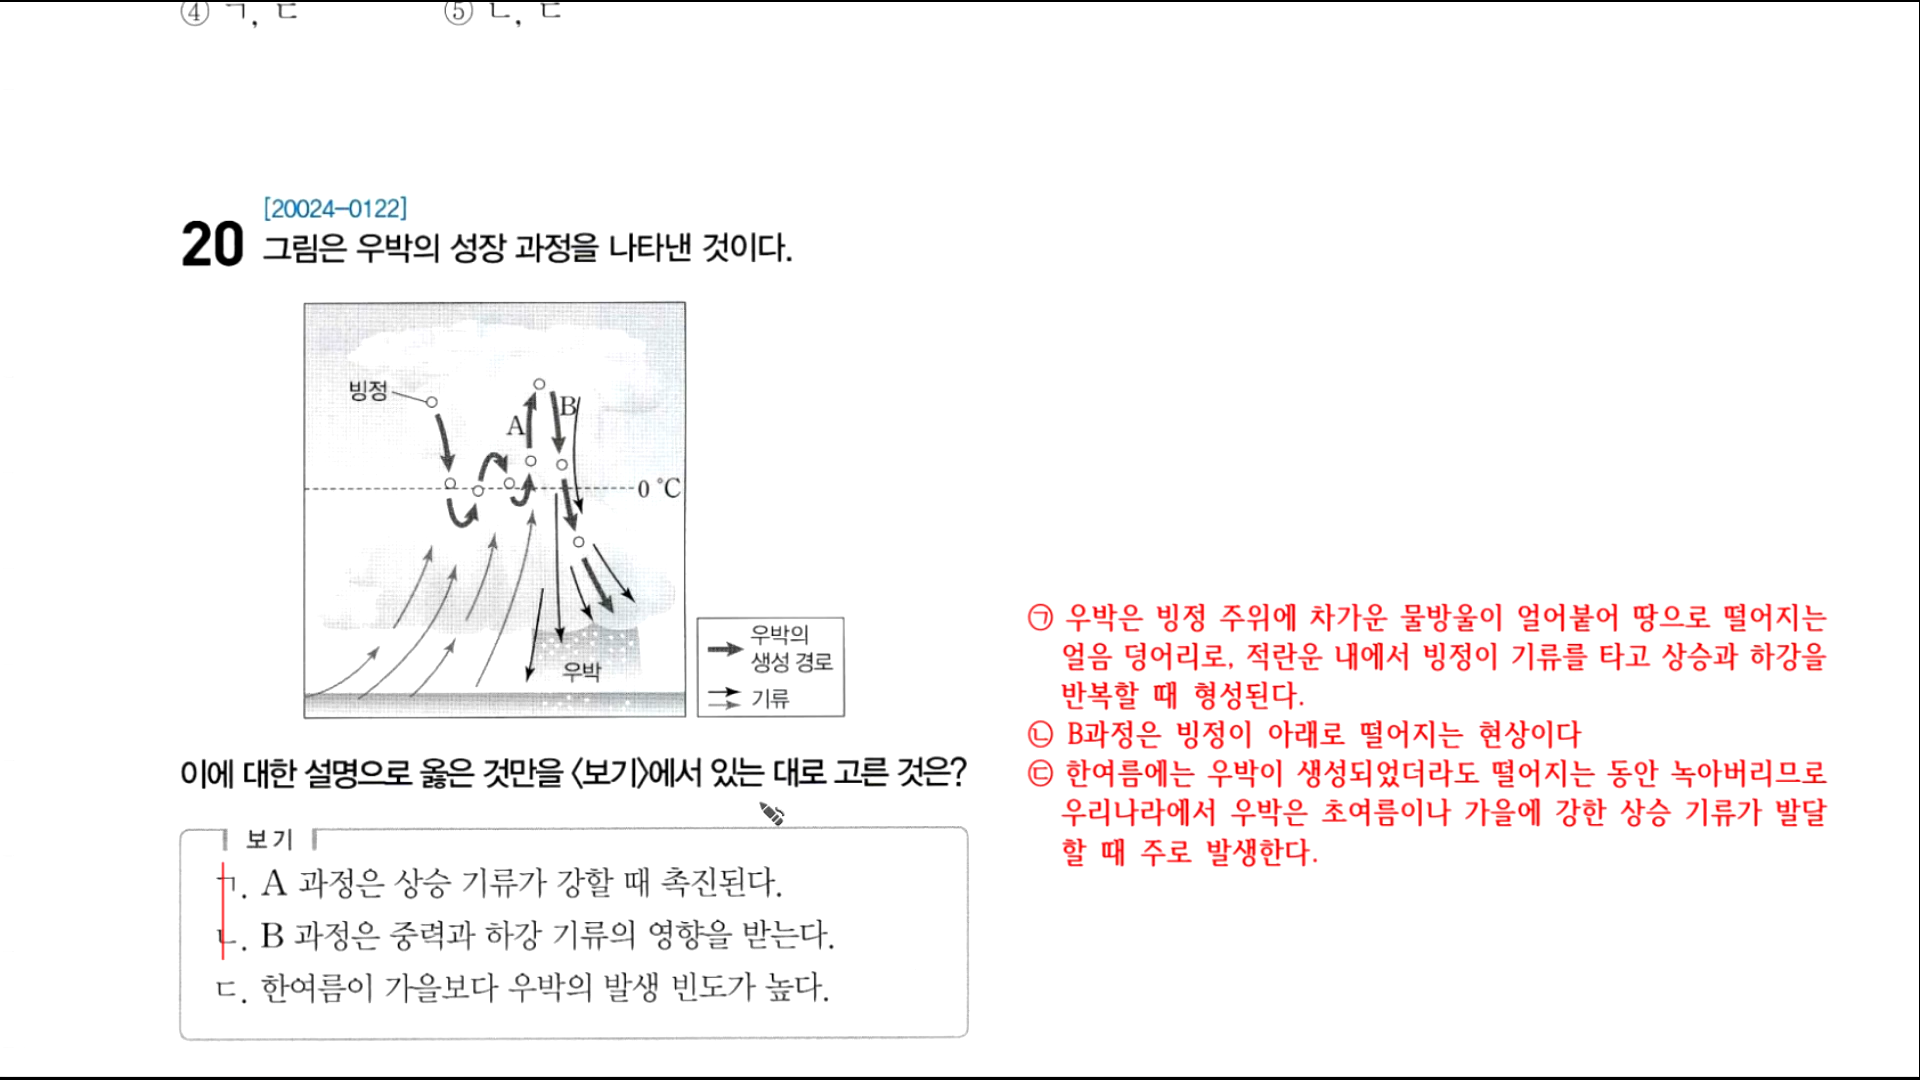 ④ ㄱ, ㄷ ⑤ ㄴ, ㄷ
[20024-0122]
20 그림은 우박의 성장 과정을 나타낸 것이다.
빙정
A
B
0 ℃
우박
우박의
생성 경로
기류
이에 대한 설명으로 옳은 것만을 <보기>에서 있는 대로 고른 것은?
보기
ㄱ. A 과정은 상승 기류가 강할 때 촉진된다.
ㄴ. B 과정은 중력과 하강 기류의 영향을 받는다.
ㄷ. 한여름이 가을보다 우박의 발생 빈도가 높다.
㉠ 우박은 빙정 주위에 차가운 물방울이 얼어붙어 땅으로 떨어지는
얼음 덩어리로, 적란운 내에서 빙정이 기류를 타고 상승과 하강을
반복할 때 형성된다.
㉡ B과정은 빙정이 아래로 떨어지는 현상이다
㉢ 한여름에는 우박이 생성되었더라도 떨어지는 동안 녹아버리므로
우리나라에서 우박은 초여름이나 가을에 강한 상승 기류가 발달
할 때 주로 발생한다.